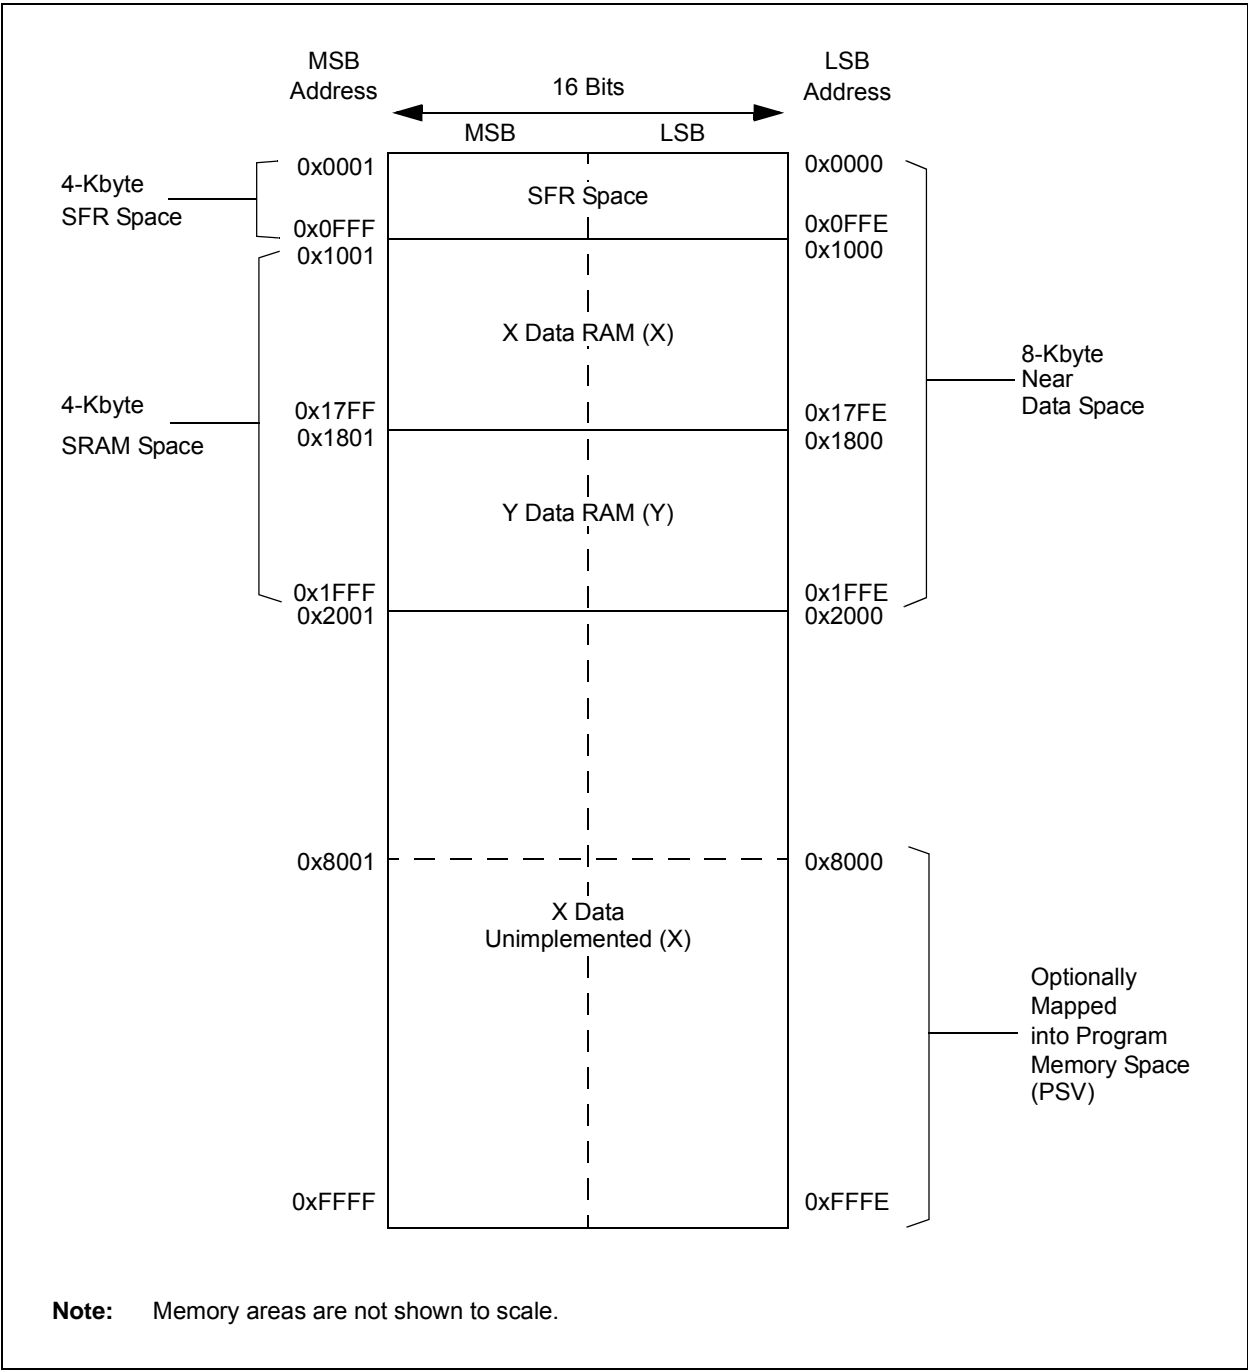 MSB
Address
16 Bits
LSB
Address
MSB
LSB
4-Kbyte
SFR Space
0x0001
0x0000
SFR Space
0x0FFF
0x0FFE
0x1001
0x1000
X Data RAM (X)
8-Kbyte
Near
Data Space
4-Kbyte
SRAM Space
0x17FF
0x17FE
0x1801
0x1800
Y Data RAM (Y)
0x1FFF
0x1FFE
0x2001
0x2000
0x8001
0x8000
X Data
Unimplemented (X)
Optionally
Mapped
into Program
Memory Space
(PSV)
0xFFFF
0xFFFE
Note: Memory areas are not shown to scale.